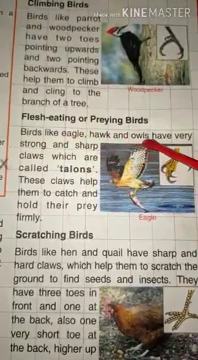 Made with KINEMASTER
Climbing Birds
Birds like parrot
and woodpecker
have two toes
pointing upwards
and two pointing
backwards. These
help them to climb
and cling to the
branch of a tree.
Woodpecker
Flesh-eating or Preying Birds
Birds like eagle, hawk and owls have very
strong and sharp
claws which are
called 'talons'.
These claws help
them to catch and
hold their prey
firmly.
Eagle
Scratching Birds
Birds like hen and quail have sharp and
hard claws, which help them to scratch the
ground to find seeds and insects. They
have three toes in
front and one at
the back, also one
very short toe at
the back, higher up